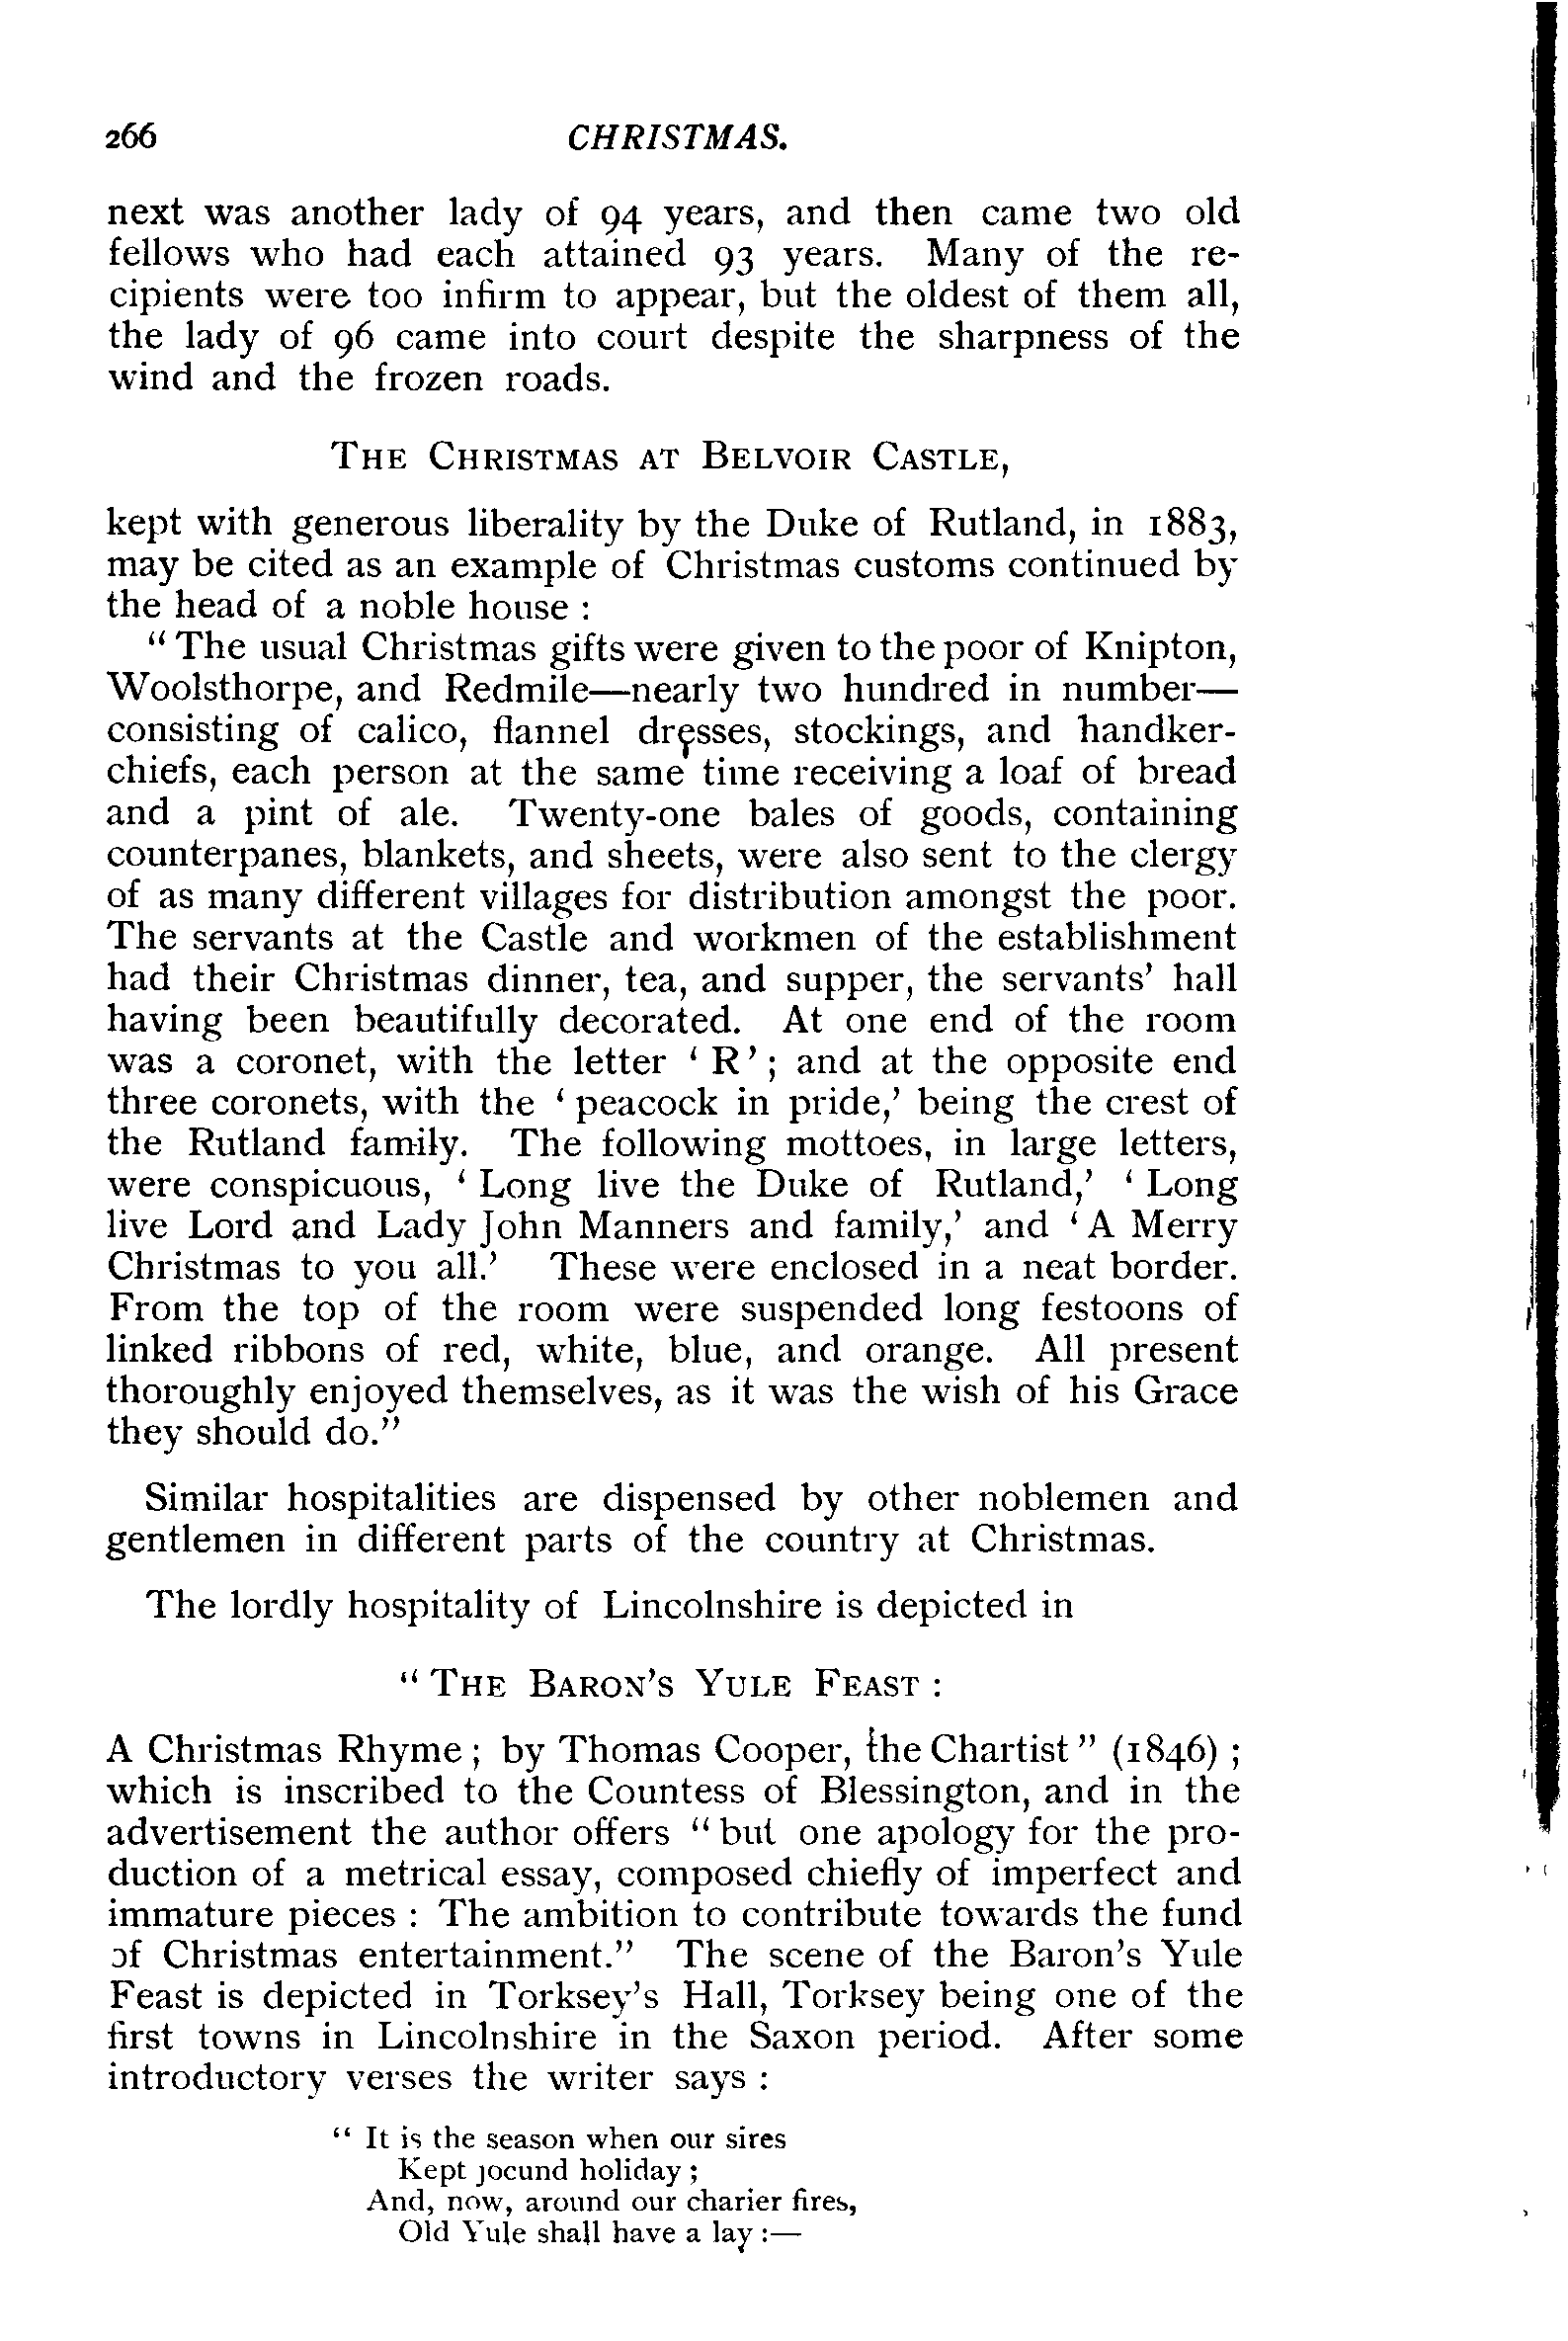 266 CHRISTMAS.
next was another lady of 94 years, and then came two old
fellows who had each attained 93 years. Many of the re-
cipients were too infirm to appear, but the oldest of them all,
the lady of 96 came into court despite the sharpness of the
wind and the frozen roads.
THE CHRISTMAS AT BELVOIR CASTLE,
kept with generous liberality by the Duke of Rutland, in 1883,
may be cited as an example of Christmas customs continued by
the head of a noble house :
“ The usual Christmas gifts were given to the poor of Knipton,
Woolsthorpe, and Redmile—nearly two hundred in number—
consisting of calico, flannel dresses, stockings, and handker-
chiefs, each person at the same time receiving a loaf of bread
and a pint of ale. Twenty-one bales of goods, containing
counterpanes, blankets, and sheets, were also sent to the clergy
of as many different villages for distribution amongst the poor.
The servants at the Castle and workmen of the establishment
had their Christmas dinner, tea, and supper, the servants’ hall
having been beautifully decorated. At one end of the room
was a coronet, with the letter ‘ R’ ; and at the opposite end
three coronets, with the ‘ peacock in pride,’ being the crest of
the Rutland family. The following mottoes, in large letters,
were conspicuous, ‘ Long live the Duke of Rutland,’ ‘ Long
live Lord and Lady John Manners and family,’ and ‘ A Merry
Christmas to you all.’ These were enclosed in a neat border.
From the top of the room were suspended long festoons of
linked ribbons of red, white, blue, and orange. All present
thoroughly enjoyed themselves, as it was the wish of his Grace
they should do.”
Similar hospitalities are dispensed by other noblemen and
gentlemen in different parts of the country at Christmas.
The lordly hospitality of Lincolnshire is depicted in
“ THE BARON’S YULE FEAST :
A Christmas Rhyme ; by Thomas Cooper, the Chartist ” (1846) ;
which is inscribed to the Countess of Blessington, and in the
advertisement the author offers “ but one apology for the pro-
duction of a metrical essay, composed chiefly of imperfect and
immature pieces : The ambition to contribute towards the fund
of Christmas entertainment.” The scene of the Baron’s Yule
Feast is depicted in Torksey’s Hall, Torksey being one of the
first towns in Lincolnshire in the Saxon period. After some
introductory verses the writer says :
“ It is the season when our sires
Kept jocund holiday ;
And, now, around our charier fires,
Old Yule shall have a lay :—